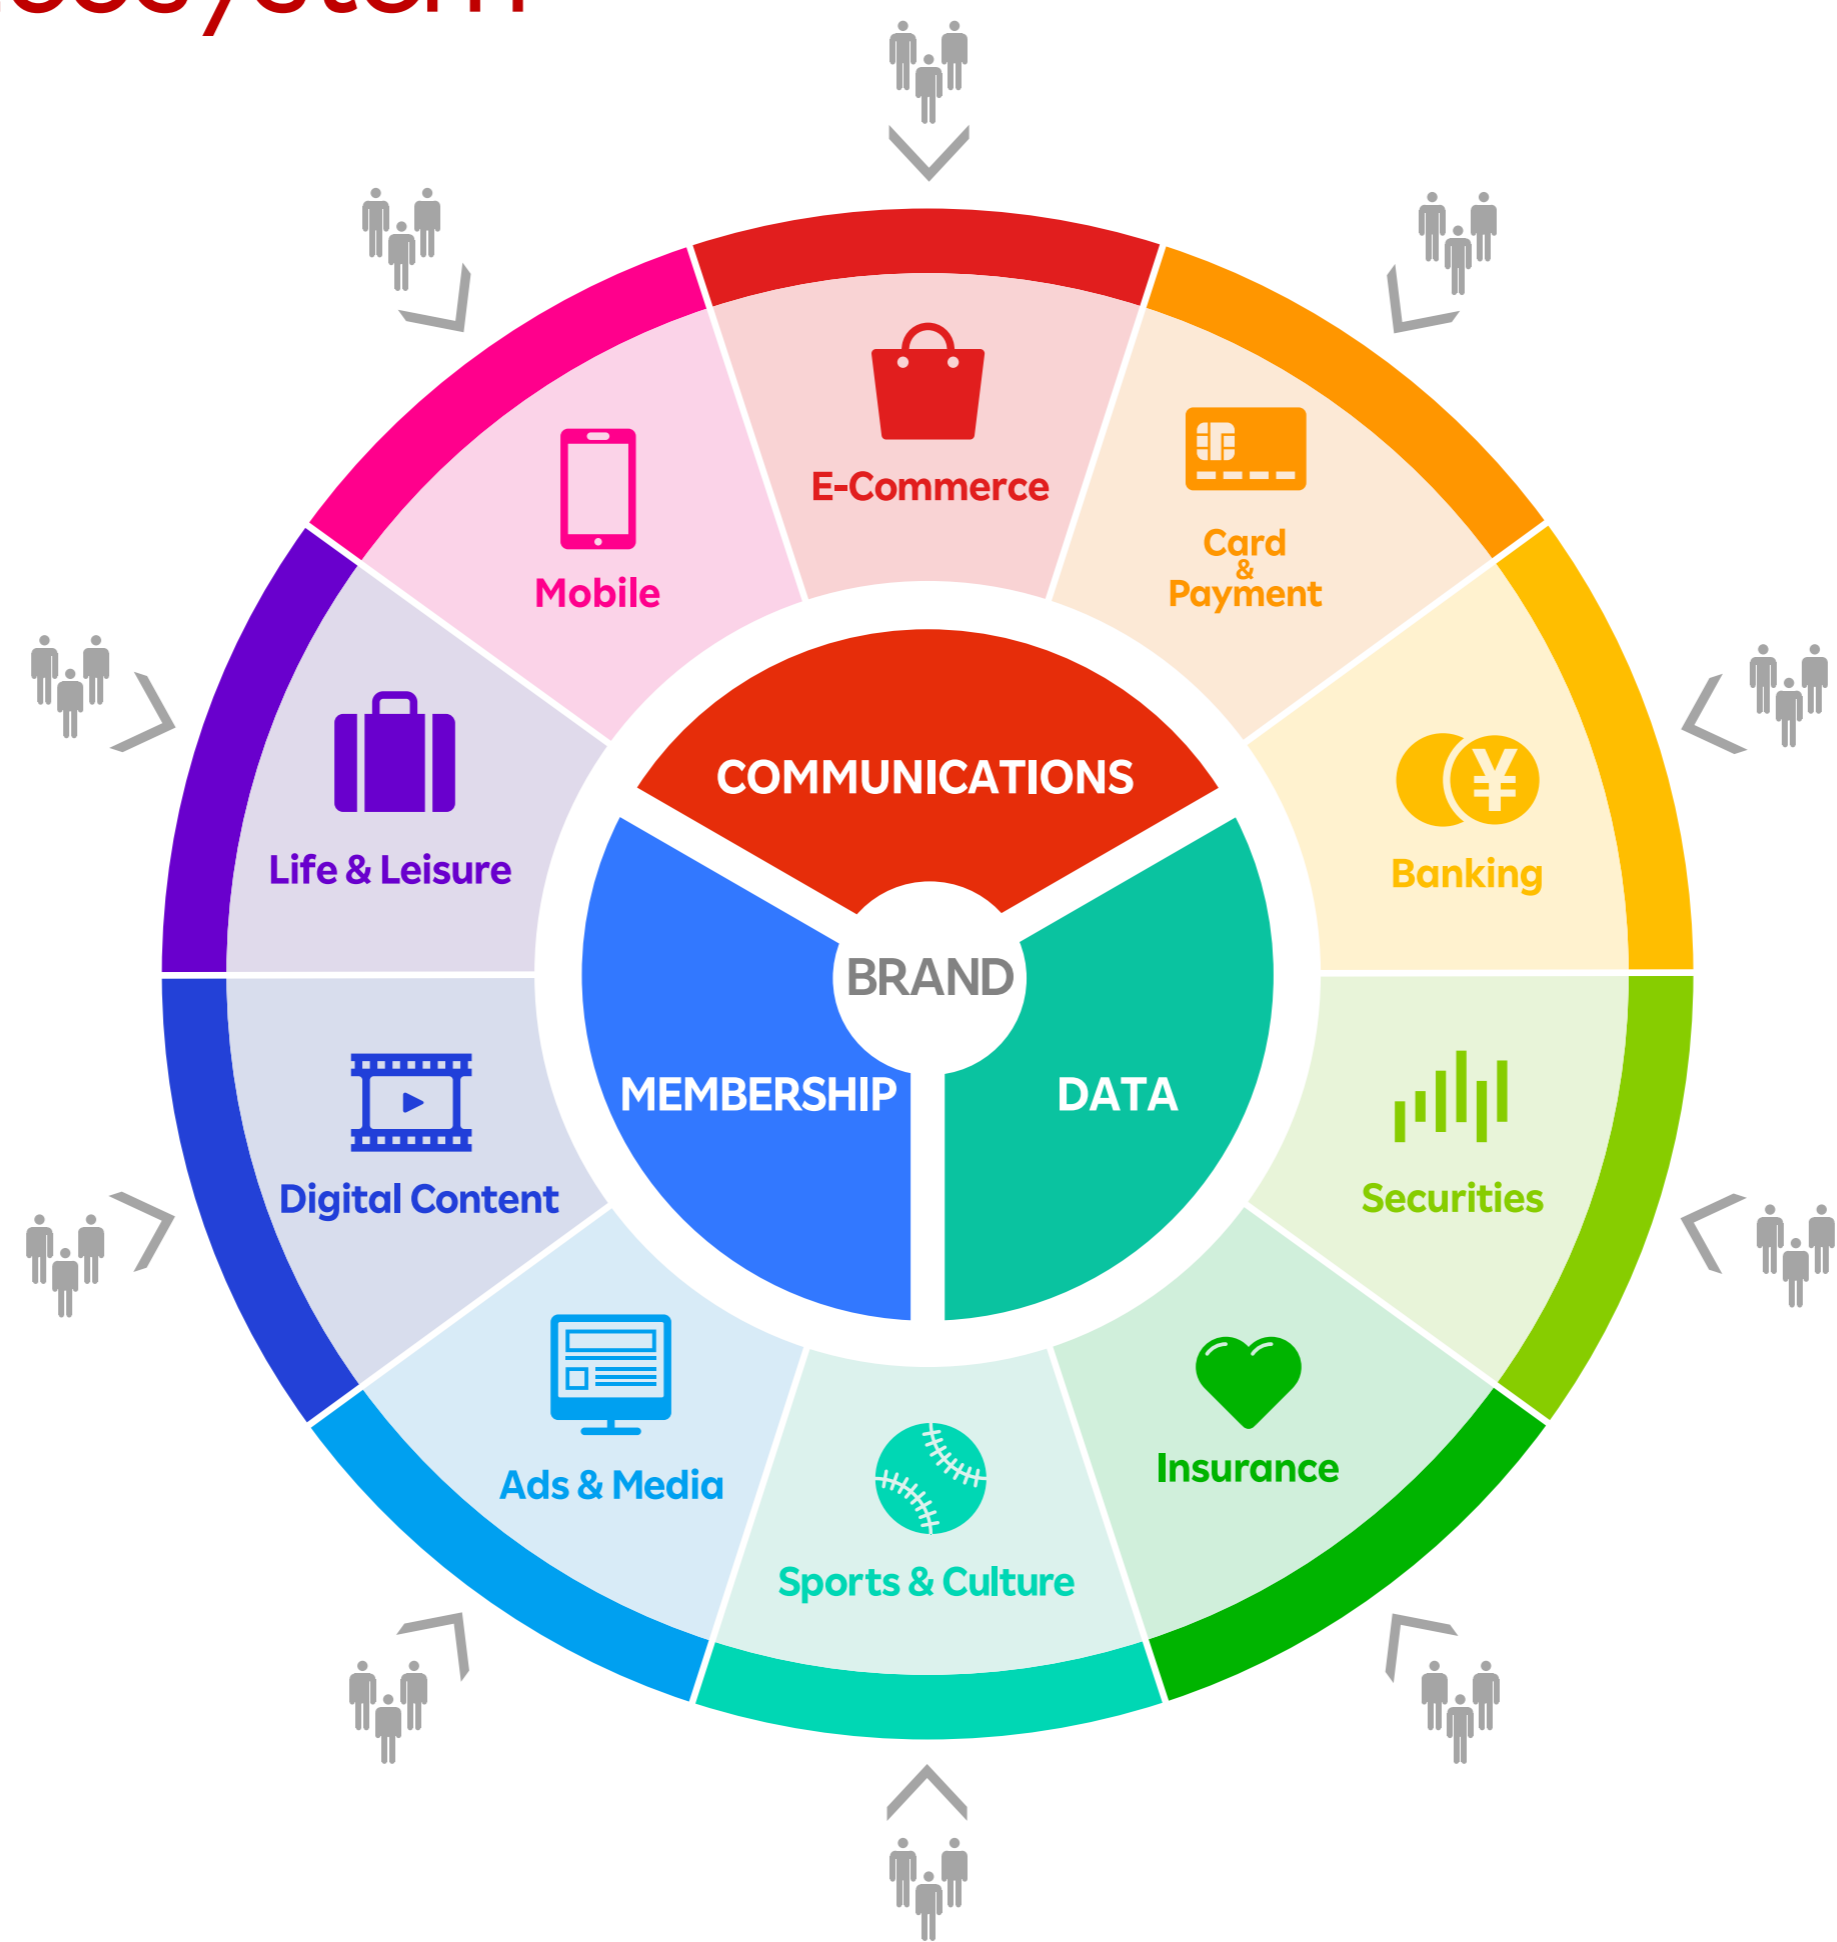 E-Commerce
Card
&
Payment
Banking
Securities
Insurance
Sports & Culture
Ads & Media
Digital Content
Life & Leisure
Mobile
COMMUNICATIONS
DATA
MEMBERSHIP
BRAND
¥